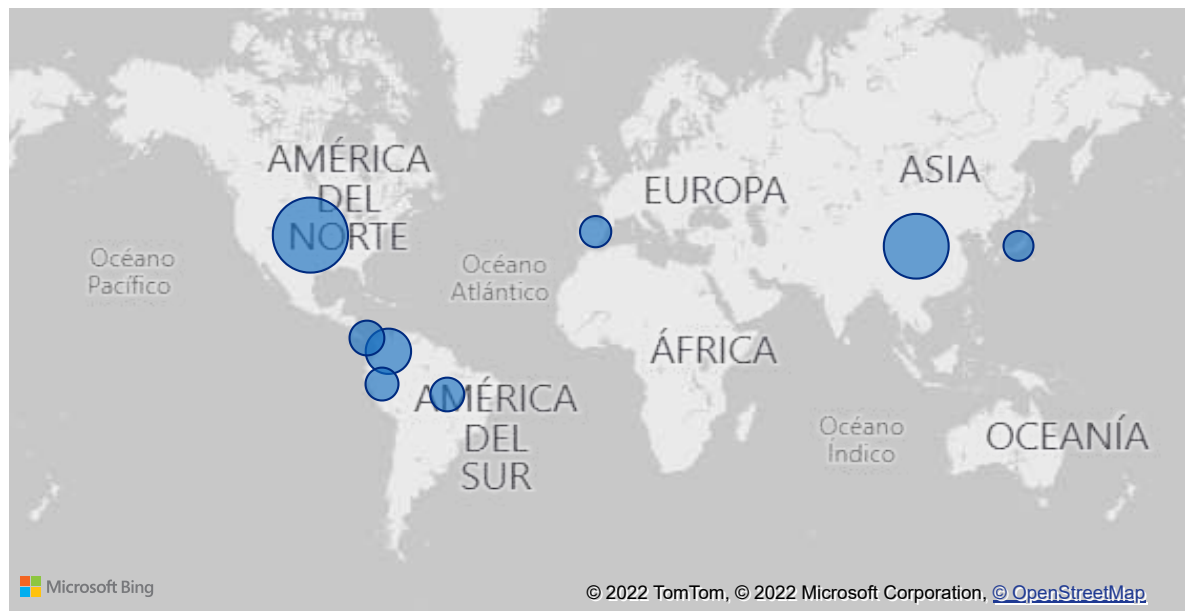 AMÉRICA
DEL
NORTE
EUROPA
ASIA
Océano
Pacífico
Océano
Atlántico
ÁFRICA
AMÉRICA
DEL
SUR
Océano
Índico
OCEANÍA
Microsoft Bing
© 2022 TomTom, © 2022 Microsoft Corporation, © OpenStreetMap